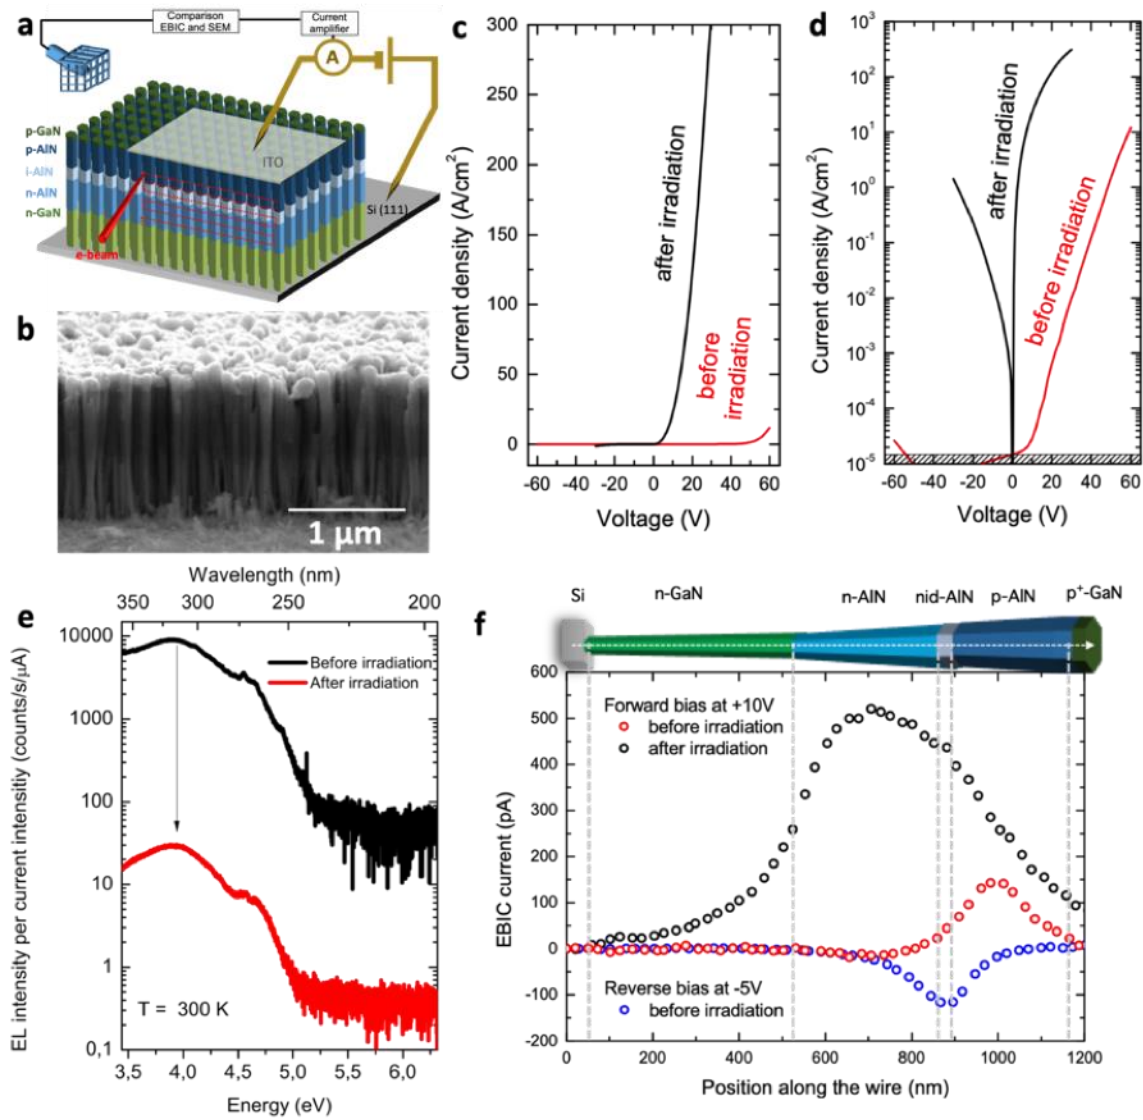 a
Comparison
EBIC and SEM
Current
amplifier
A
p-GaN
p-AlN
i-AlN
n-AlN
n-GaN
ITO
Si (111)
e-beam
b
1 μm
c
Current density (A/cm²)
300
250
200
150
100
50
0
after irradiation
before
irradiation
-60 -40 -20 0 20 40 60
Voltage (V)
d
Current density (A/cm²)
10³
10²
10¹
10⁰
10⁻¹
10⁻²
10⁻³
10⁻⁴
10⁻⁵
after irradiation
before irradiation
-60 -40 -20 0 20 40 60
Voltage (V)
e
Wavelength (nm)
350 300 250 200
EL intensity per current intensitiy (counts/s/μA)
10000
1000
100
10
1
0,1
Before irradiation
After irradiation
T = 300 K
3,5 4,0 4,5 5,0 5,5 6,0
Energy (eV)
f
Si n-GaN n-AlN nid-AlN p-AlN p⁺-GaN
EBIC current (pA)
600
500
400
300
200
100
0
-100
-200
Forward bias at +10V
before irradiation
after irradiation
Reverse bias at -5V
before irradiation
0 200 400 600 800 1000 1200
Position along the wire (nm)